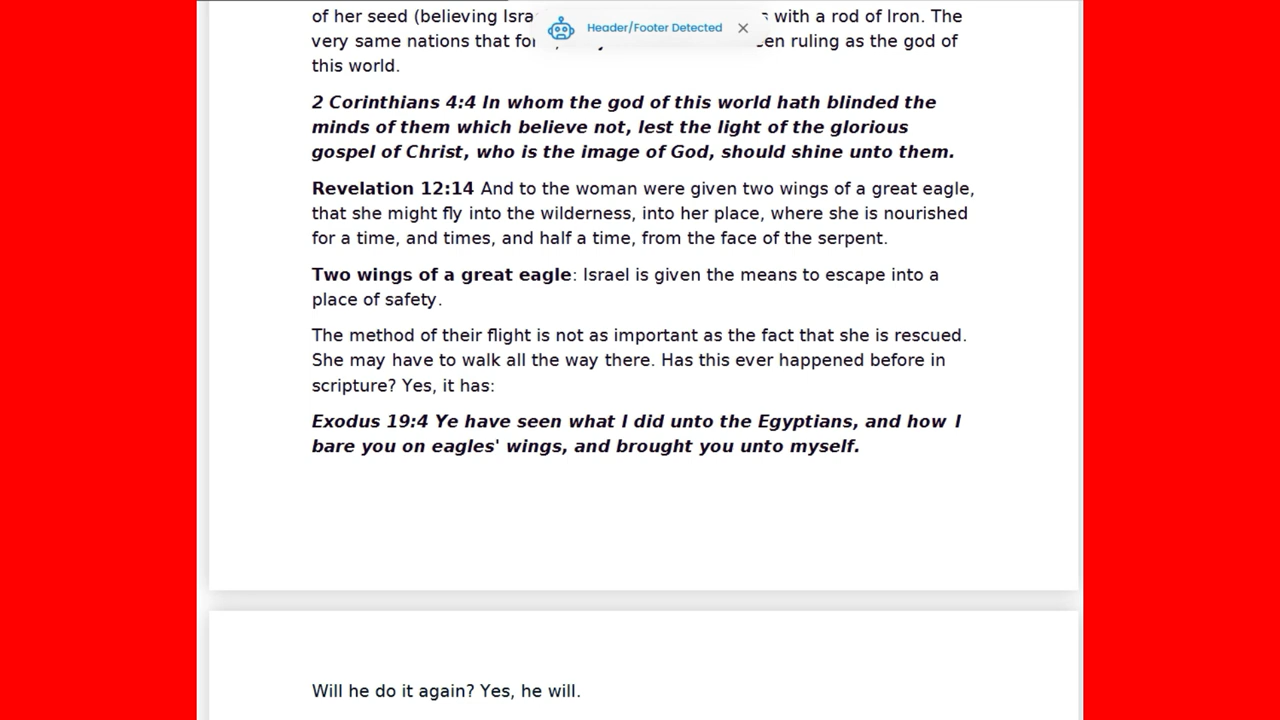 of her seed (believing with a rod of Iron. The
Header/Footer Detected
very same nations that ruling as the god of
this world.
2 Corinthians 4:4 In whom the god of this world hath blinded the
minds of them which believe not, lest the light of the glorious
gospel of Christ, who is the image of God, should shine unto them.
Revelation 12:14 And to the woman were given two wings of a great eagle,
that she might fly into the wilderness, into her place, where she is nourished
for a time, and times, and half a time, from the face of the serpent.
Two wings of a great eagle: Israel is given the means to escape into a
place of safety.
The method of their flight is not as important as the fact that she is rescued.
She may have to walk all the way there. Has this ever happened before in
scripture? Yes, it has:
Exodus 19:4 Ye have seen what I did unto the Egyptians, and how I
bare you on eagles' wings, and brought you unto myself.
Will he do it again? Yes, he will.